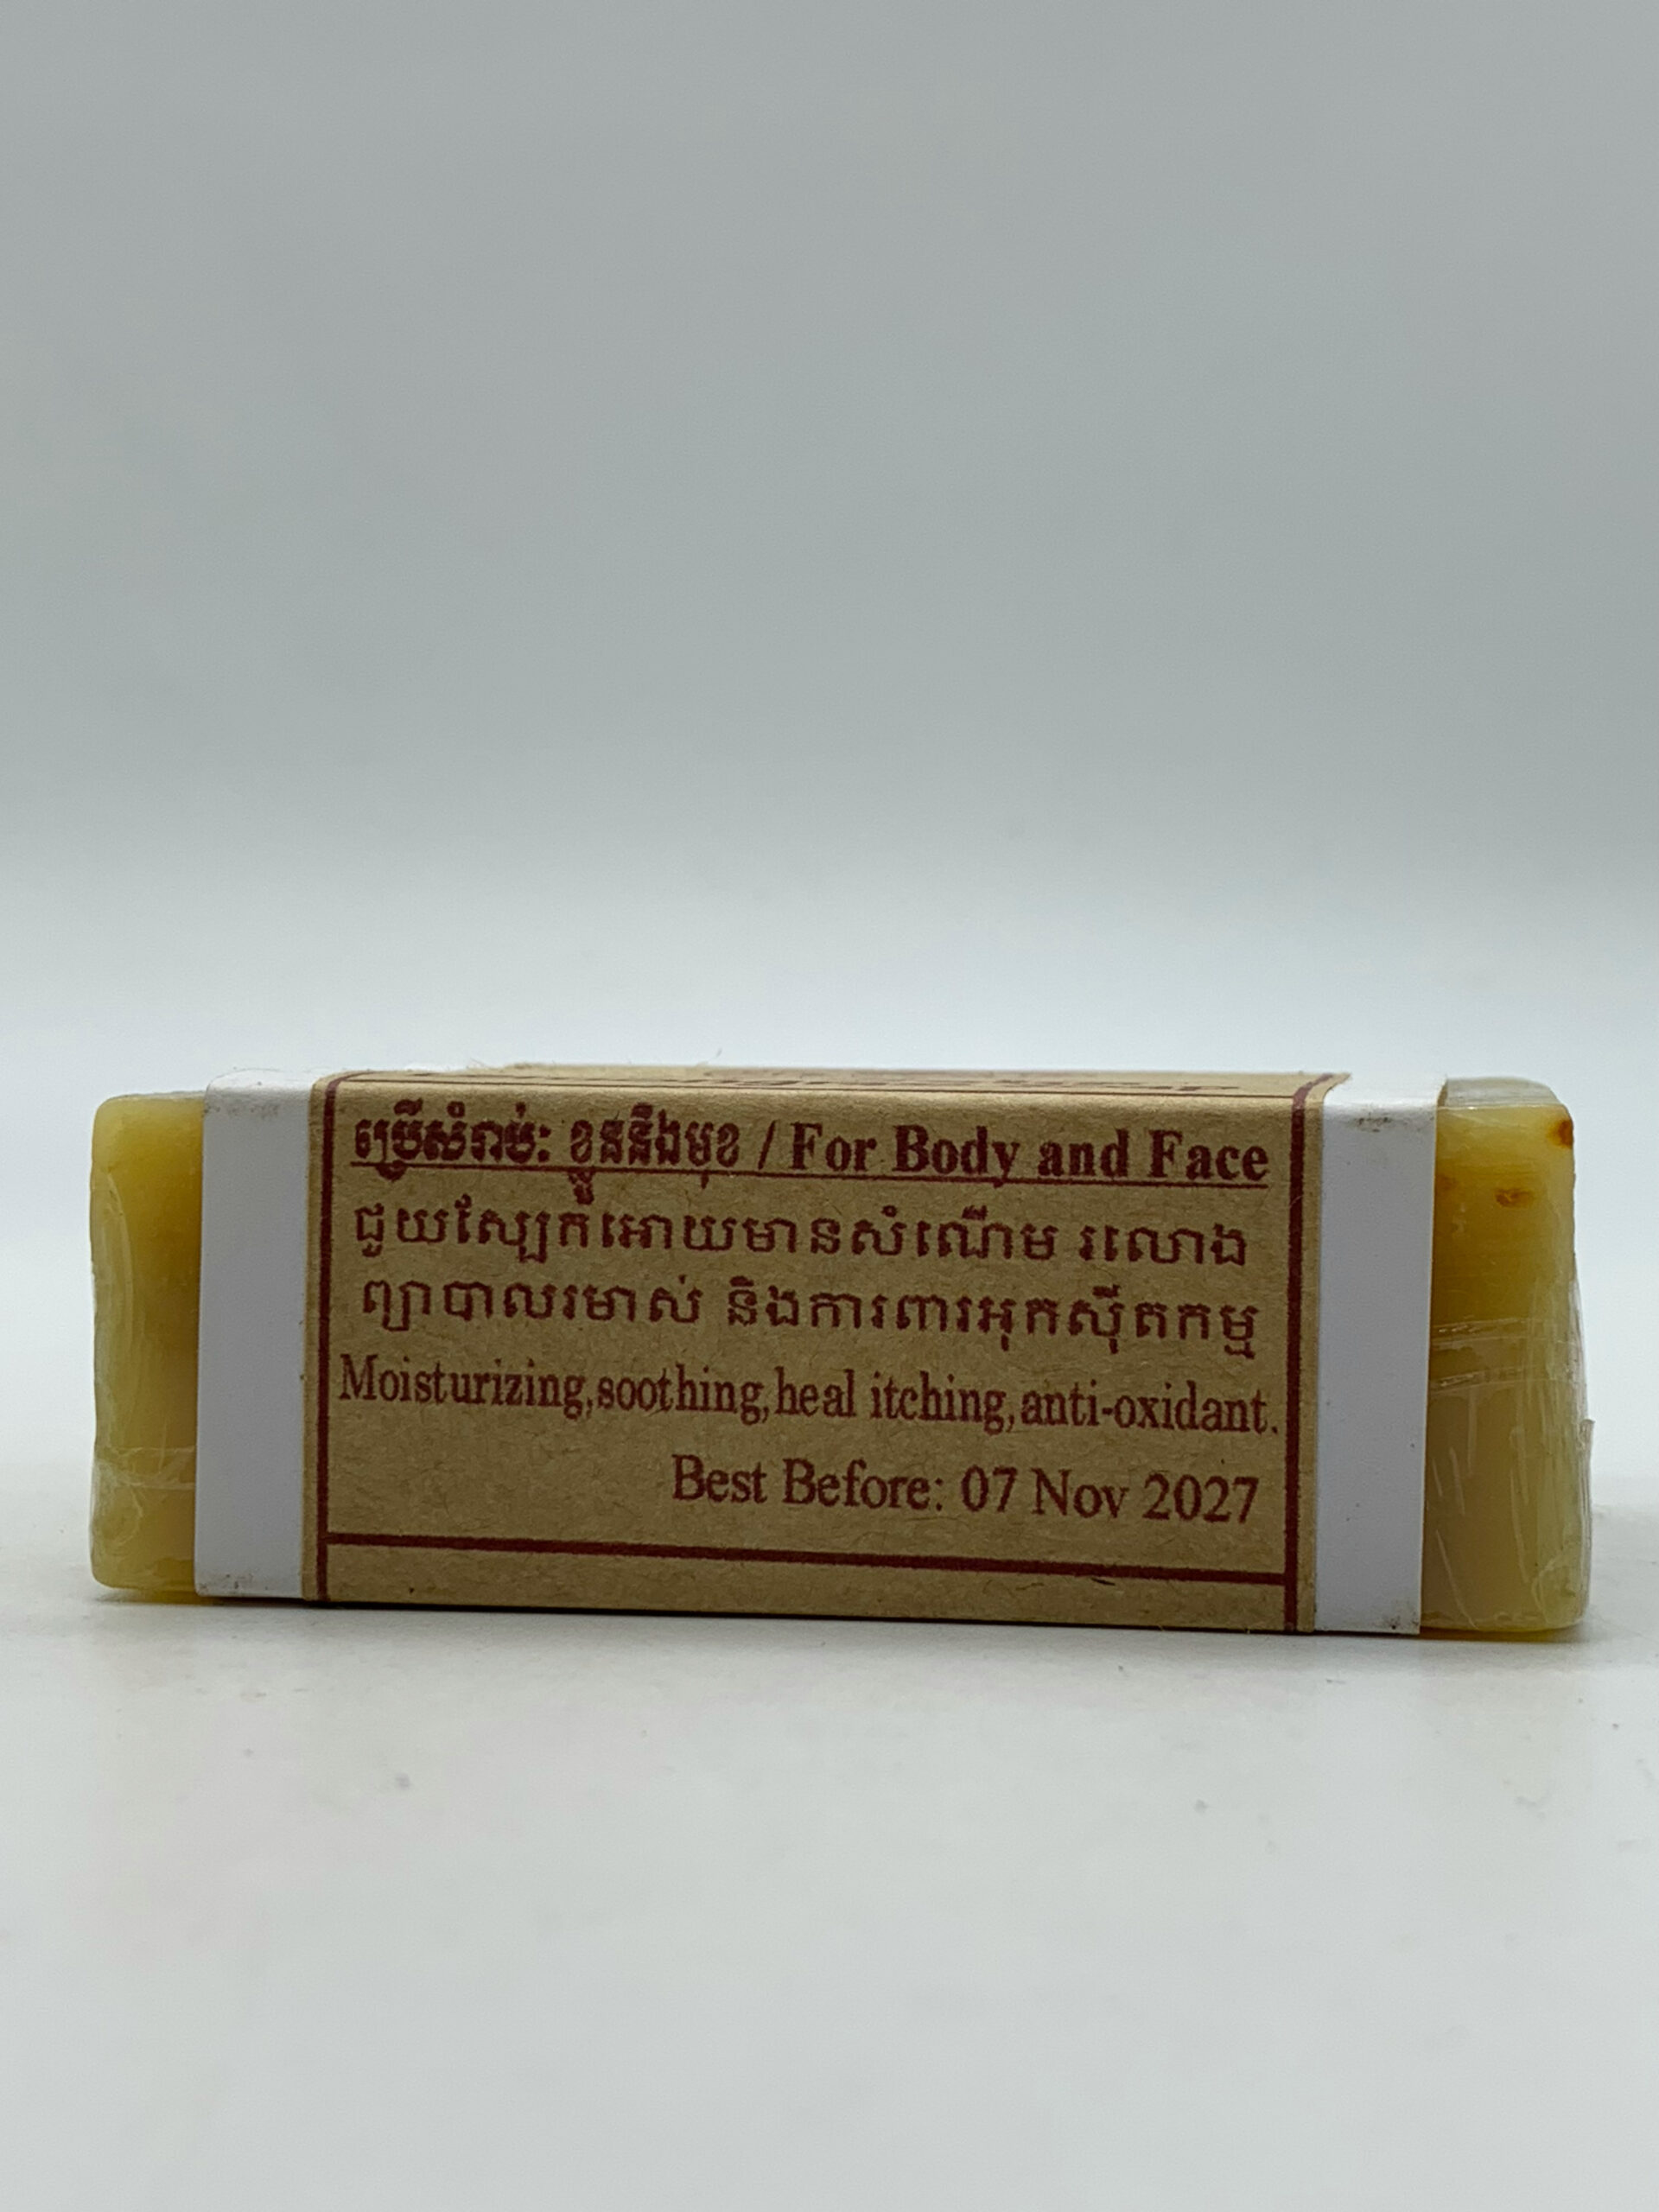 ប្រើសំរាប់: ខ្លួននឹងមុខ / For Body and Face
ជួយស្បែកអោយមានសំណើម រលោង
ព្យាបាលរមាស់ និងការពារអុកស៊ីតកម្ម
Moisturizing,soothing,heal itching,anti-oxidant.
Best Before: 07 Nov 2027